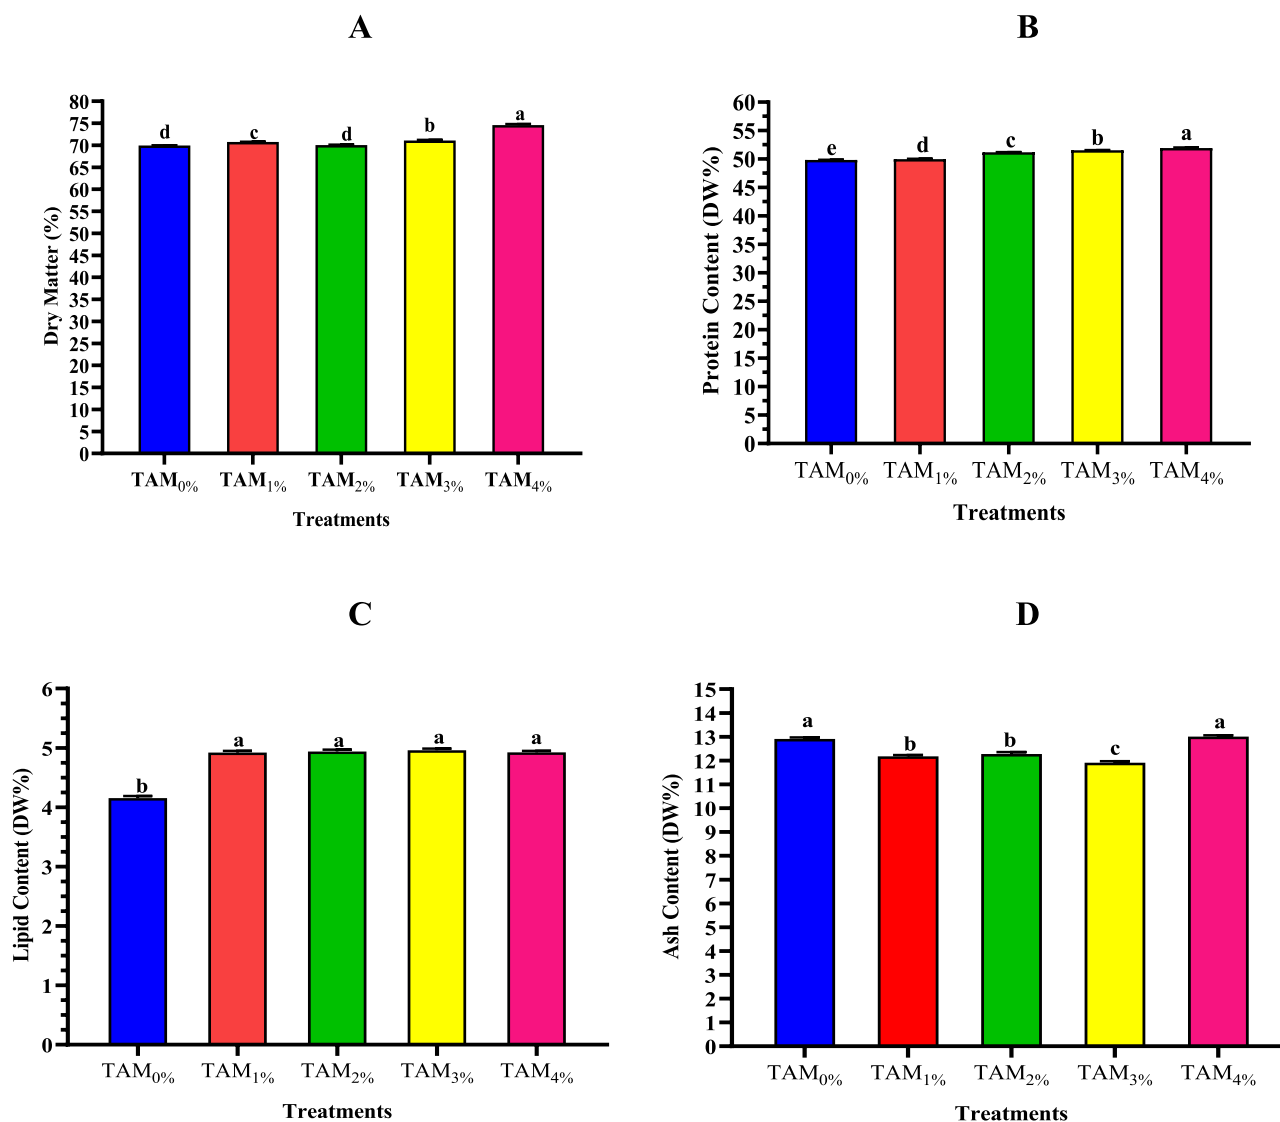 A
Dry Matter (%)
80
75
70
65
60
55
50
45
40
35
30
25
20
15
10
5
0
d c d b a
TAM0% TAM1% TAM2% TAM3% TAM4%
Treatments
B
Protein Content (DW%)
60
55
50
45
40
35
30
25
20
15
10
5
0
e d c b a
TAM0% TAM1% TAM2% TAM3% TAM4%
Treatments
C
Lipid Content (DW%)
6
5
4
3
2
1
0
b a a a a
TAM0% TAM1% TAM2% TAM3% TAM4%
Treatments
D
Ash Content (DW%)
15
14
13
12
11
10
9
8
7
6
5
4
3
2
1
0
a b b c a
TAM0% TAM1% TAM2% TAM3% TAM4%
Treatments